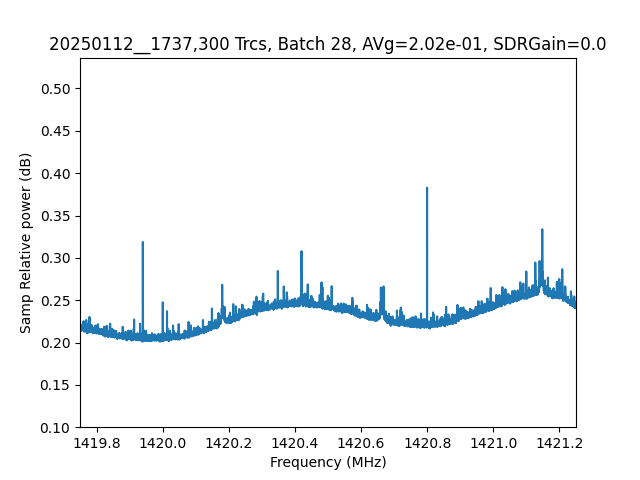 20250112__1737,300 Trcs, Batch 28, AVg=2.02e-01, SDRGain=0.0
0.50
0.45
0.40
0.35
0.30
0.25
0.20
0.15
0.10
Samp Relative power (dB)
1419.8 1420.0 1420.2 1420.4 1420.6 1420.8 1421.0 1421.2
Frequency (MHz)